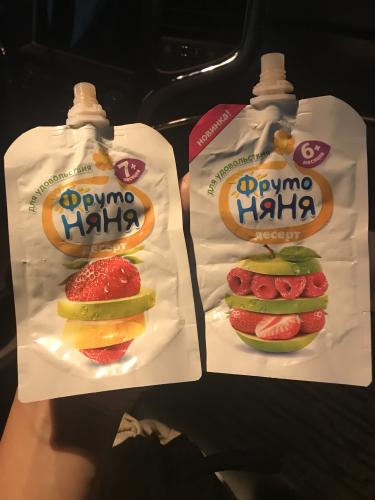 для удовольствия
7+
Фруто
НЯНЯ
десерт
НОВИНКА!
для удовольствия
6+
месяцев
Фруто
НЯНЯ
десерт